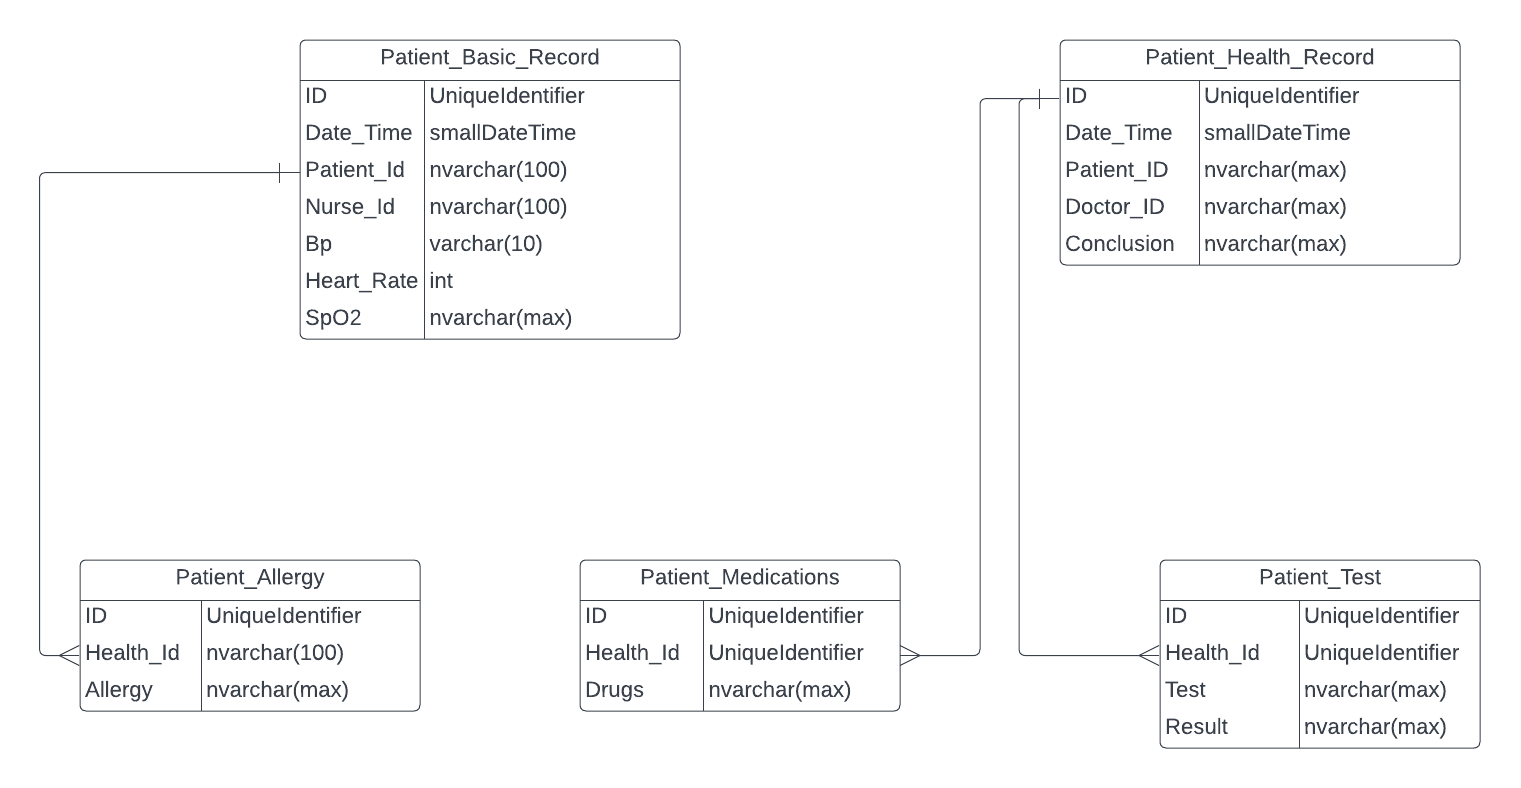 Patient_Basic_Record
ID UniqueIdentifier
Date_Time smallDateTime
Patient_Id nvarchar(100)
Nurse_Id nvarchar(100)
Bp varchar(10)
Heart_Rate int
SpO2 nvarchar(max)
Patient_Health_Record
ID UniqueIdentifier
Date_Time smallDateTime
Patient_ID nvarchar(max)
Doctor_ID nvarchar(max)
Conclusion nvarchar(max)
Patient_Allergy
ID UniqueIdentifier
Health_Id nvarchar(100)
Allergy nvarchar(max)
Patient_Medications
ID UniqueIdentifier
Health_Id UniqueIdentifier
Drugs nvarchar(max)
Patient_Test
ID UniqueIdentifier
Health_Id UniqueIdentifier
Test nvarchar(max)
Result nvarchar(max)